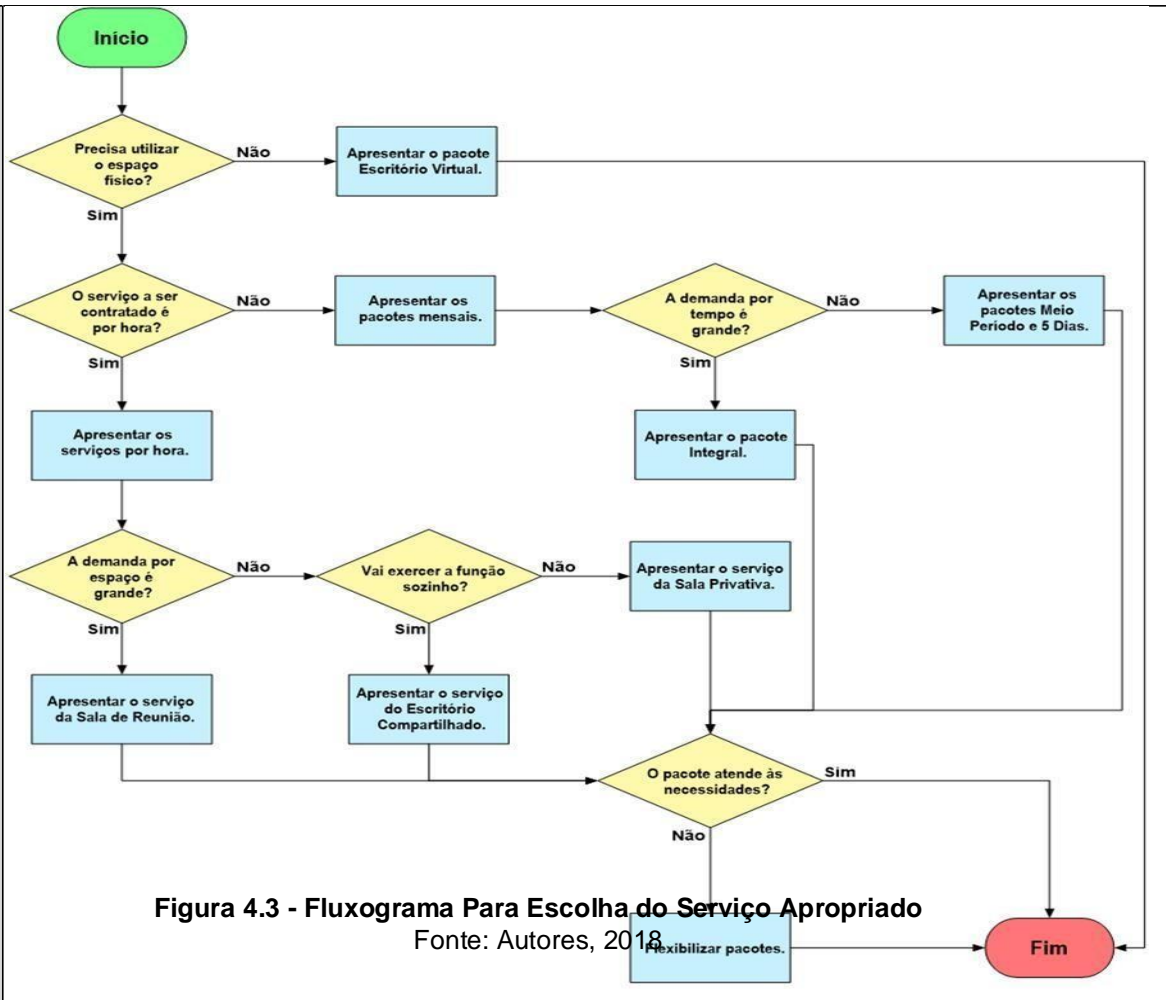 Início
Precisa utilizar
o espaço
físico?
Não
Apresentar o pacote
Escritório Virtual.
Sim
O serviço a ser
contratado é
por hora?
Não
Apresentar os
pacotes mensais.
A demanda por
tempo é
grande?
Não
Apresentar os
pacotes Meio
Período e 5 Dias.
Sim
Sim
Apresentar os
serviços por hora.
Apresentar o pacote
Integral.
A demanda por
espaço é
grande?
Não
Vai exercer a função
sozinho?
Não
Apresentar o serviço
da Sala Privativa.
Sim
Sim
Apresentar o serviço
da Sala de Reunião.
Apresentar o serviço
do Escritório
Compartilhado.
O pacote atende às
necessidades?
Sim
Não
Figura 4.3 - Fluxograma Para Escolha do Serviço Apropriado
Fonte: Autores, 2018
Flexibilizar pacotes.
Fim